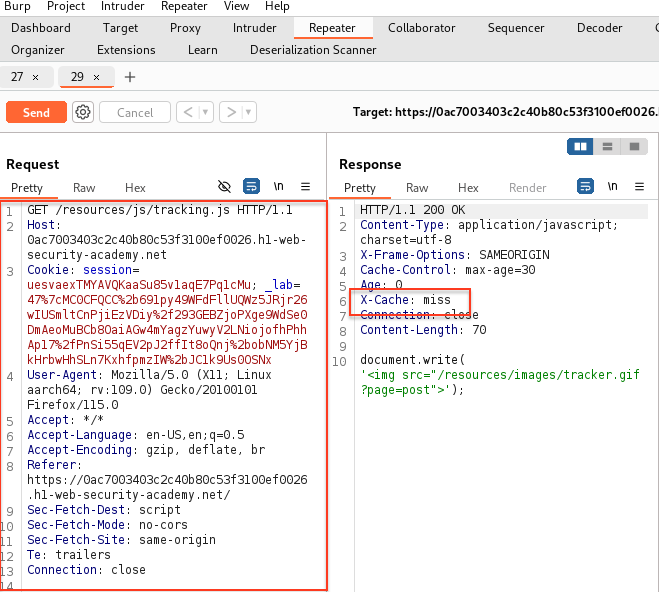 Burp Project Intruder Repeater View Help
Dashboard Target Proxy Intruder Repeater Collaborator Sequencer Decoder
Organizer Extensions Learn Deserialization Scanner
27 × 29 × +
Send Cancel < > Target: https://0ac7003403c2c40b80c53f3100ef0026.
Request
Pretty Raw Hex \n
1 GET /resources/js/tracking.js HTTP/1.1
2 Host:
0ac7003403c2c40b80c53f3100ef0026.h1-web-
security-academy.net
3 Cookie: session=
uesvaexTMYAVQKaaSu85v1aqE7Pq1cMu; _lab=
47%7cMC0CFQCC%2b691py49WFdFllUQWz5JRjr26
wIUSmltCnPjiEzVDiy%2f293GEBZjoPXge9WdSe0
DmAeoMuBCb8OaiAGw4mYagzYuwyV2LNiojofhPhh
Ap17%2fPnSi55qEV2pJ2ffIt8oQnj%2bobNM5YjB
kHrbwHhSLn7KxhfpmzIW%2bJC1k9Us0OSNx
4 User-Agent: Mozilla/5.0 (X11; Linux
aarch64; rv:109.0) Gecko/20100101
Firefox/115.0
5 Accept: */*
6 Accept-Language: en-US,en;q=0.5
7 Accept-Encoding: gzip, deflate, br
8 Referer:
https://0ac7003403c2c40b80c53f3100ef0026
.h1-web-security-academy.net/
9 Sec-Fetch-Dest: script
10 Sec-Fetch-Mode: no-cors
11 Sec-Fetch-Site: same-origin
12 Te: trailers
13 Connection: close
14
Response
Pretty Raw Hex Render \n
1 HTTP/1.1 200 OK
2 Content-Type: application/javascript;
charset=utf-8
3 X-Frame-Options: SAMEORIGIN
4 Cache-Control: max-age=30
5 Age: 0
6 X-Cache: miss
7 Connection: close
8 Content-Length: 70
9
10 document.write(
'<img src="/resources/images/tracker.gif
?page=post">');